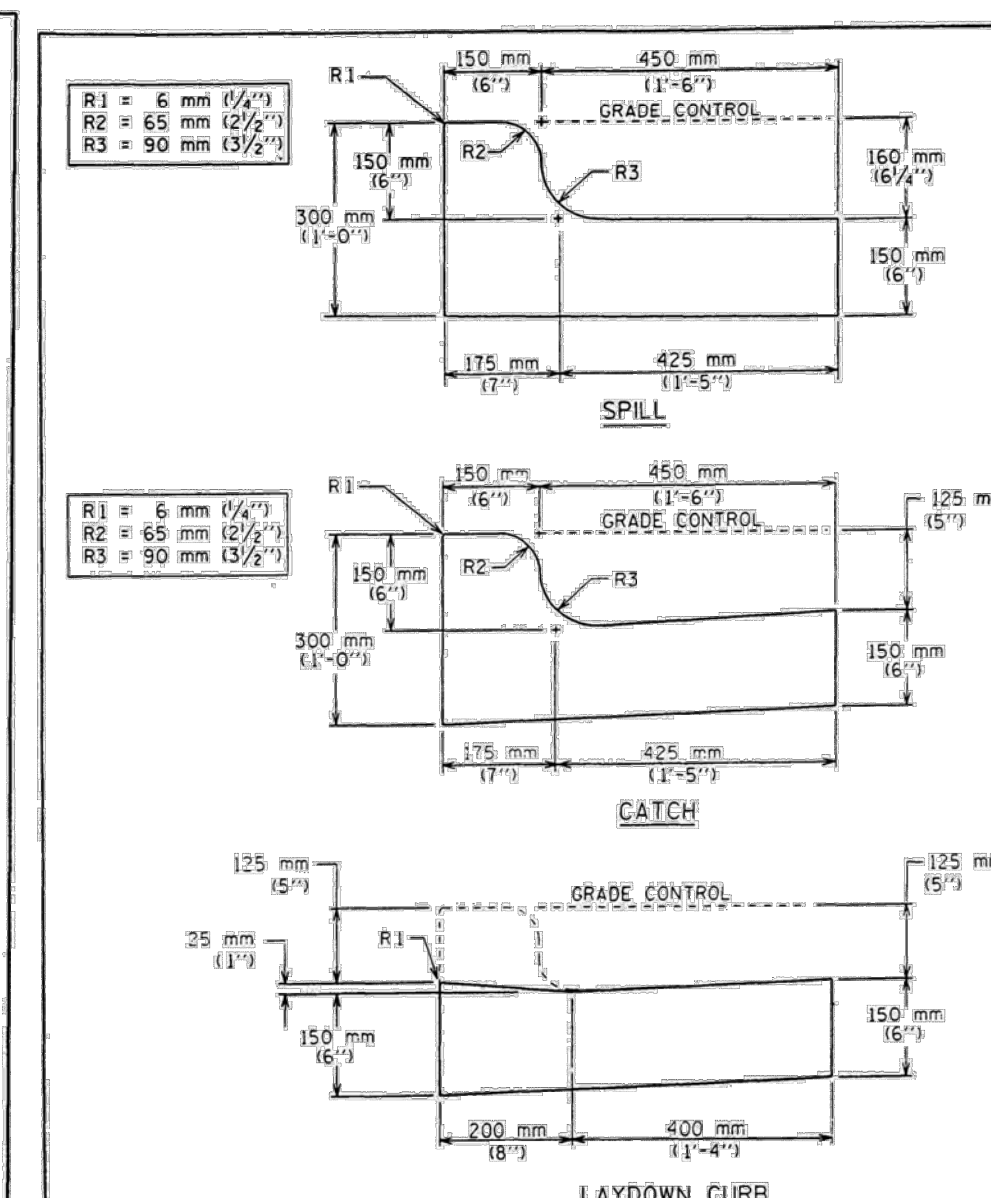 150 mm
(6")
450 mm
(1'-6")
R1
R1 = 6 mm (1/4")
R2 = 65 mm (2 1/2")
R3 = 90 mm (3 1/2")
GRADE CONTROL
R2
150 mm
(6")
R3
160 mm
(6 1/4")
300 mm
(1'-0")
150 mm
(6")
175 mm
(7")
425 mm
(1'-5")
SPILL
150 mm
(6")
450 mm
(1'-6")
R1
125 m
(5")
R1 = 6 mm (1/4")
R2 = 65 mm (2 1/2")
R3 = 90 mm (3 1/2")
GRADE CONTROL
R2
150 mm
(6")
R3
300 mm
(1'-0")
150 mm
(6")
175 mm
(7")
425 mm
(1'-5")
CATCH
125 mm
(5")
125 m
(5")
GRADE CONTROL
25 mm
(1")
R1
150 mm
(6")
150 mm
(6")
200 mm
(8")
400 mm
(1'-4")
LAYDOWN CURB